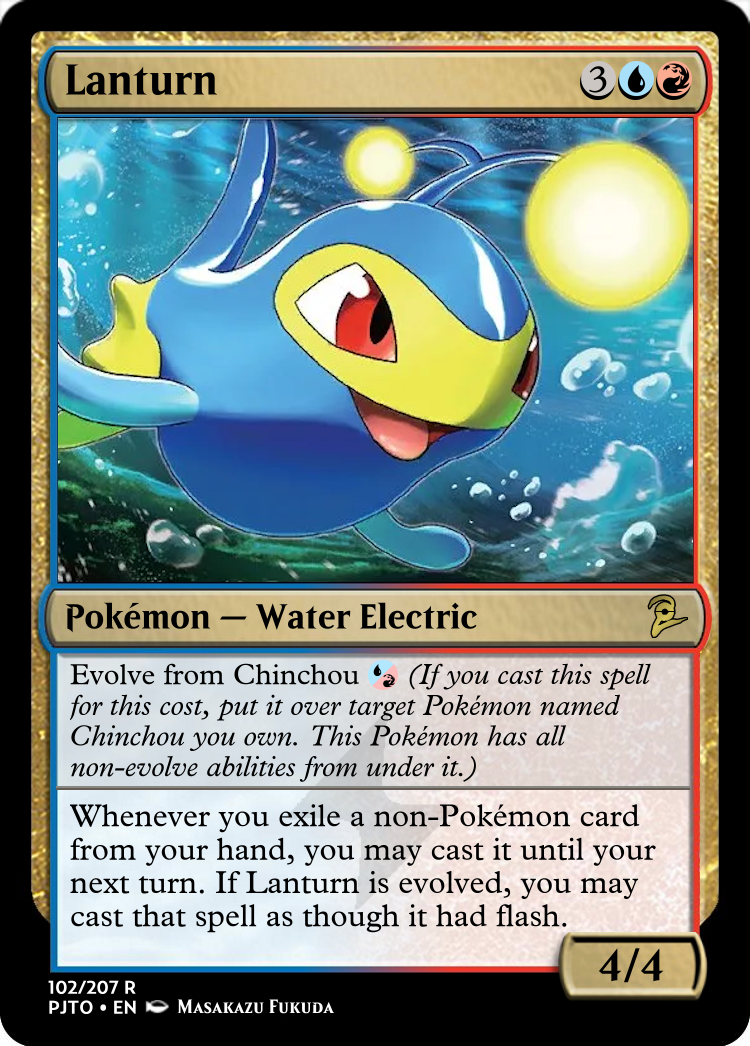 Lanturn 3
Pokémon — Water Electric
Evolve from Chinchou (If you cast this spell
for this cost, put it over target Pokémon named
Chinchou you own. This Pokémon has all
non-evolve abilities from under it.)
Whenever you exile a non-Pokémon card
from your hand, you may cast it until your
next turn. If Lanturn is evolved, you may
cast that spell as though it had flash.
4/4
102/207 R
PJTO • EN Masakazu Fukuda